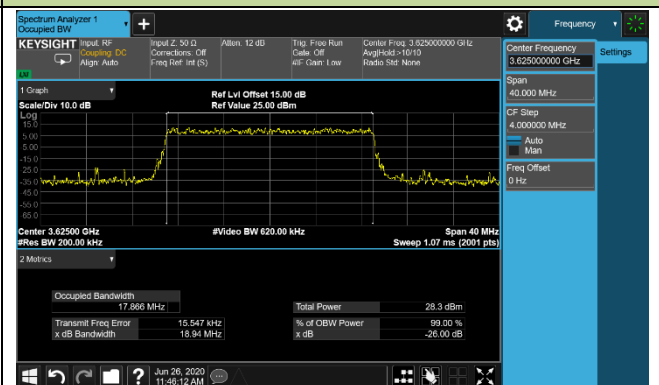 Spectrum Analyzer 1
Occupied BW
Frequency
KEYSIGHT
Input: RF
Coupling: DC
Align: Auto
Input Z: 50 Ω
Corrections: Off
Freq Ref: Int (S)
Atten: 12 dB
Trig: Free Run
Gate: Off
#IF Gain: Low
Center Freq: 3.625000000 GHz
Avg|Hold:>10/10
Radio Std: None
LXI
Center Frequency
3.625000000 GHz
Settings
Span
40.000 MHz
CF Step
4.000000 MHz
Auto
Man
Freq Offset
0 Hz
1 Graph
Scale/Div 10.0 dB
Ref Lvl Offset 15.00 dB
Ref Value 25.00 dBm
Log
15.0
5.00
-5.00
-15.0
-25.0
-35.0
-45.0
-55.0
-65.0
Center 3.62500 GHz
#Res BW 200.00 kHz
#Video BW 620.00 kHz
Span 40 MHz
Sweep 1.07 ms (2001 pts)
2 Metrics
Occupied Bandwidth
17.866 MHz
Total Power 28.3 dBm
Transmit Freq Error 15.547 kHz
% of OBW Power 99.00 %
x dB Bandwidth 18.94 MHz
x dB -26.00 dB
?
Jun 26, 2020
11:46:12 AM